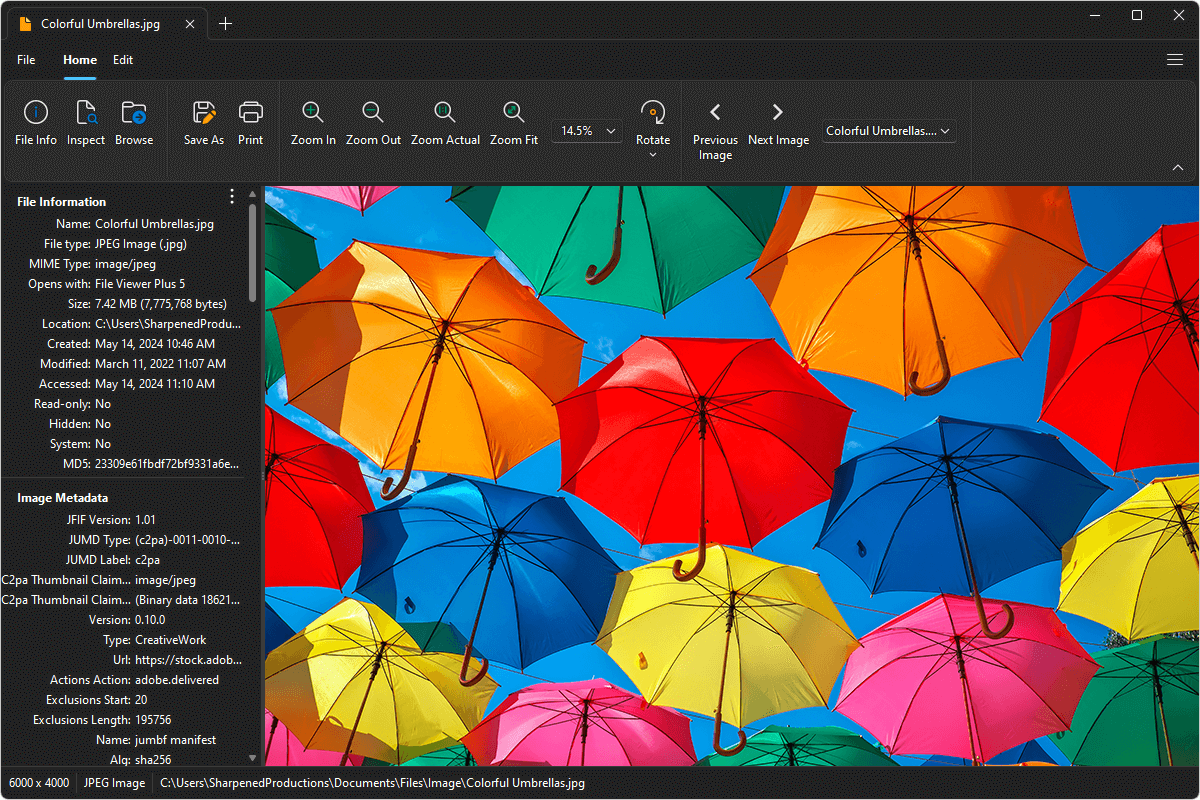 Colorful Umbrellas.jpg
File Home Edit
File Info Inspect Browse Save As Print Zoom In Zoom Out Zoom Actual Zoom Fit 14.5% Rotate Previous Image Next Image Colorful Umbrellas....
File Information
Name: Colorful Umbrellas.jpg
File type: JPEG Image (.jpg)
MIME Type: image/jpeg
Opens with: File Viewer Plus 5
Size: 7.42 MB (7,775,768 bytes)
Location: C:\Users\SharpenedProdu...
Created: May 14, 2024 10:46 AM
Modified: March 11, 2022 11:07 AM
Accessed: May 14, 2024 11:10 AM
Read-only: No
Hidden: No
System: No
MD5: 23309e61fbdf72bf9331a6e...
Image Metadata
JFIF Version: 1.01
JUMD Type: (c2pa)-0011-0010-...
JUMD Label: c2pa
C2pa Thumbnail Claim... image/jpeg
C2pa Thumbnail Claim... (Binary data 18621...
Version: 0.10.0
Type: CreativeWork
Url: https://stock.adob...
Actions Action: adobe.delivered
Exclusions Start: 20
Exclusions Length: 195756
Name: jumbf manifest
Alg: sha256
6000 x 4000 JPEG Image C:\Users\SharpenedProductions\Documents\Files\Image\Colorful Umbrellas.jpg